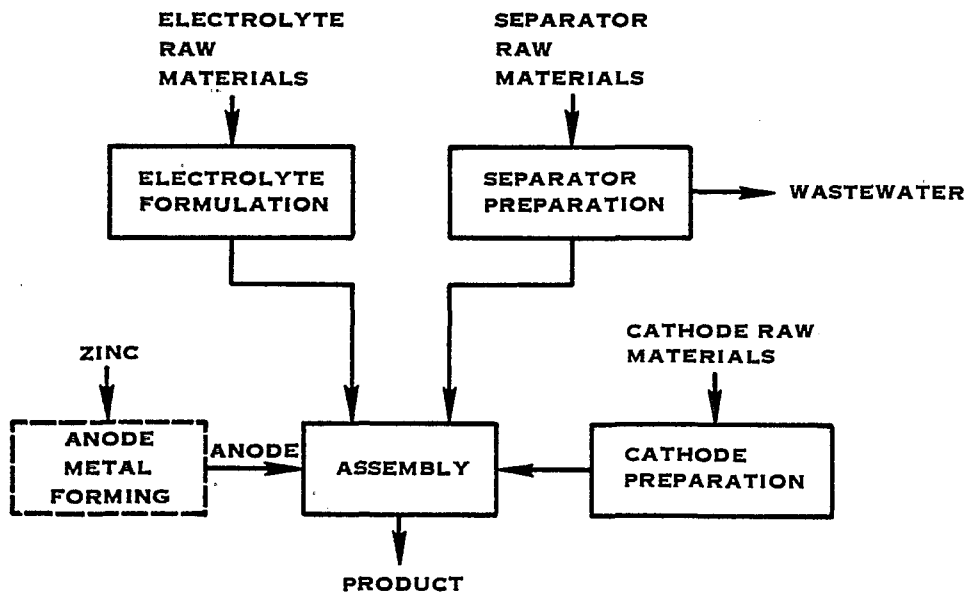 ELECTROLYTE
RAW
MATERIALS
SEPARATOR
RAW
MATERIALS
ELECTROLYTE
FORMULATION
SEPARATOR
PREPARATION
WASTEWATER
ZINC
CATHODE RAW
MATERIALS
ANODE
METAL
FORMING
ANODE
ASSEMBLY
CATHODE
PREPARATION
PRODUCT